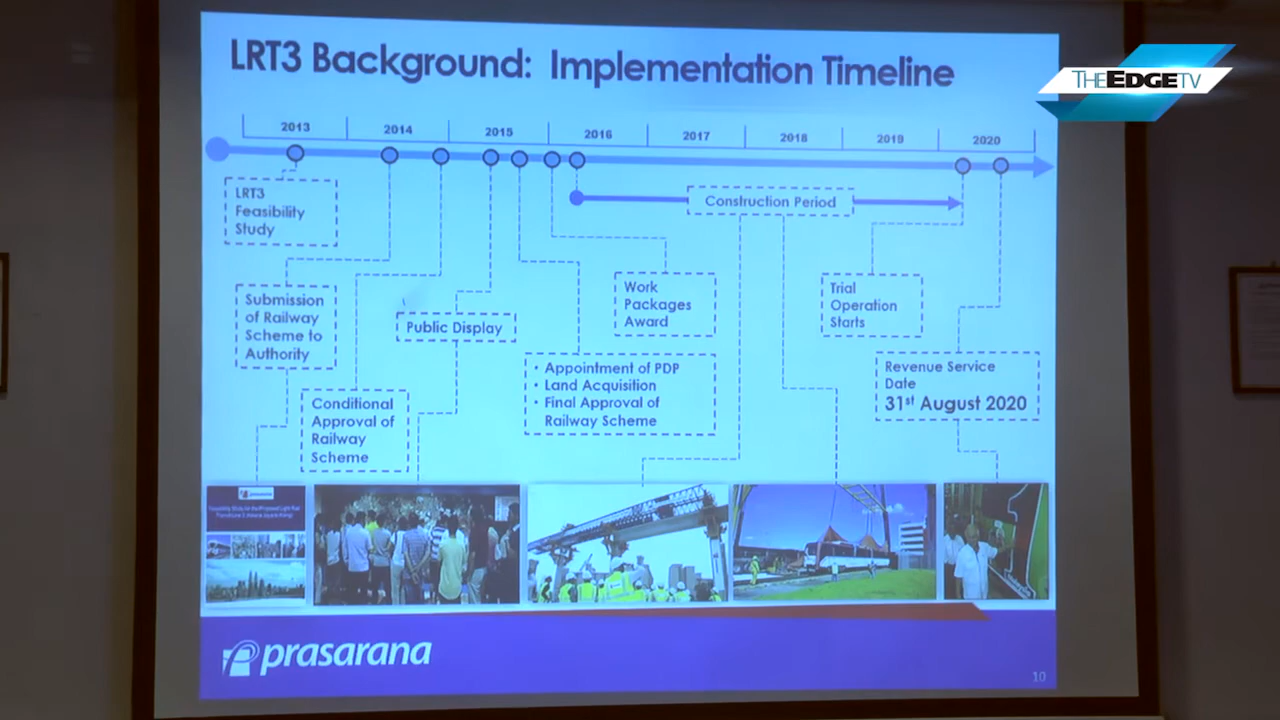 LRT3 Background: Implementation Timeline
THE EDGE TV
2013
2014
2015
2016
2017
2018
2019
2020
LRT3
Feasibility
Study
Construction Period
Submission
of Railway
Scheme to
Authority
Public Display
Work
Packages
Award
Trial
Operation
Starts
Conditional
Approval of
Railway
Scheme
• Appointment of PDP
• Land Acquisition
• Final Approval of
Railway Scheme
Revenue Service
Date
31st August 2020
prasarana
prasarana
10